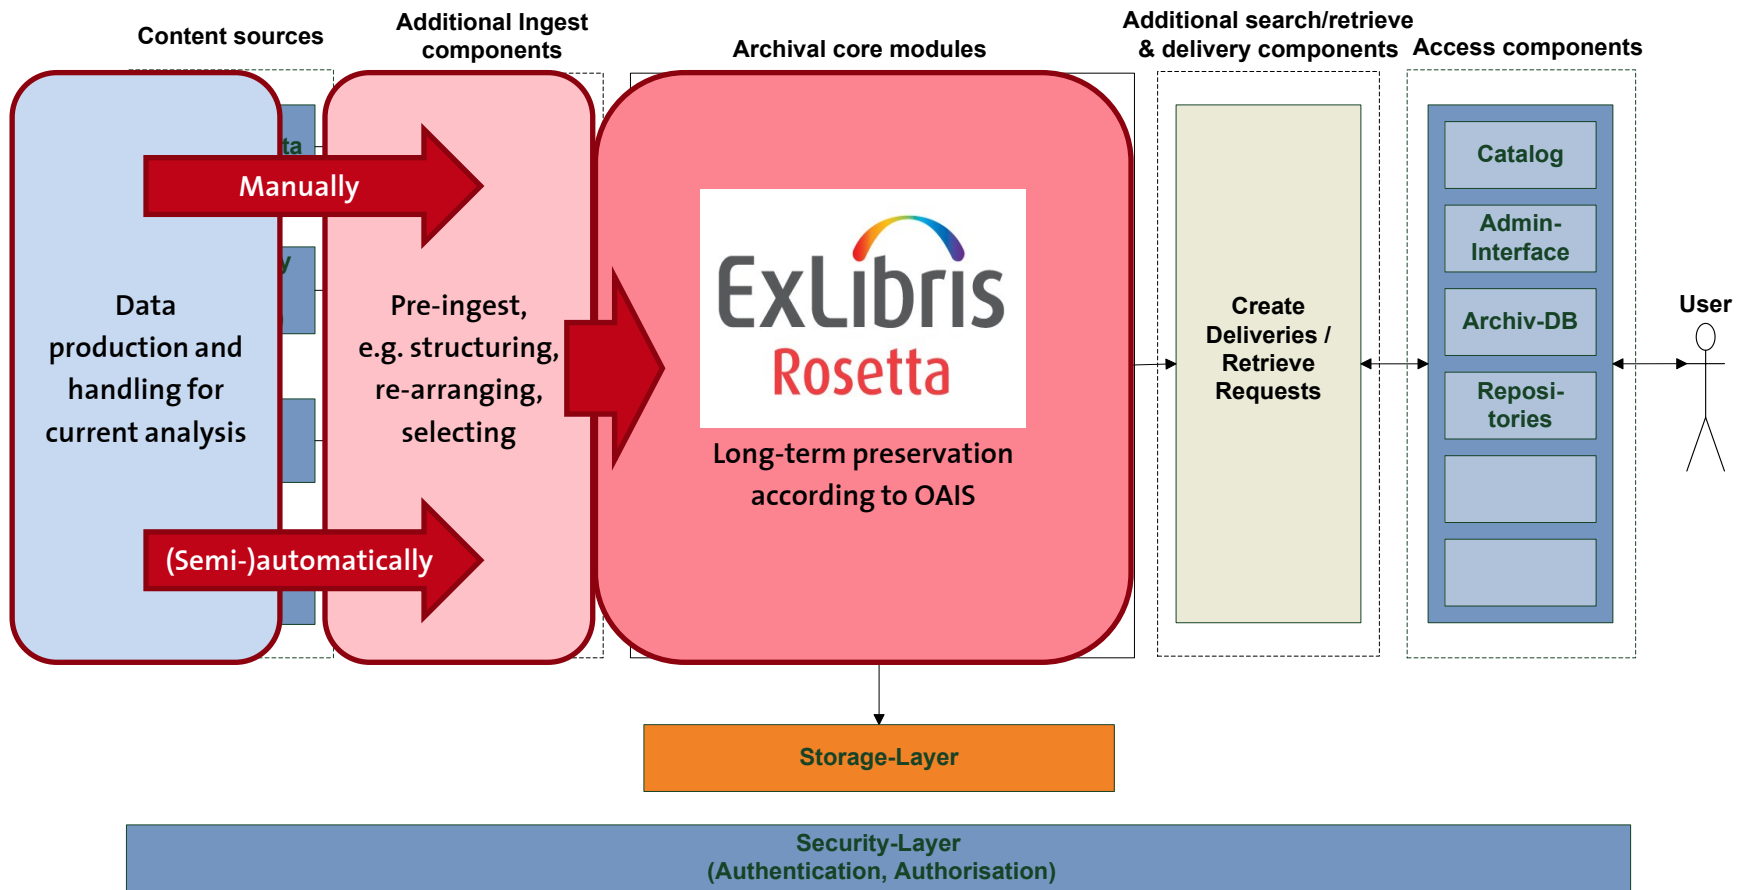 Content sources
Additional Ingest
components
Archival core modules
Additional search/retrieve
& delivery components
Access components
ta
Manually
y
Data
production and
handling for
current analysis
(Semi-)automatically
Pre-ingest,
e.g. structuring,
re-arranging,
selecting
ExLibris
Rosetta
Long-term preservation
according to OAIS
Create
Deliveries /
Retrieve
Requests
Catalog
Admin-
Interface
Archiv-DB
Reposi-
tories
User
Storage-Layer
Security-Layer
(Authentication, Authorisation)